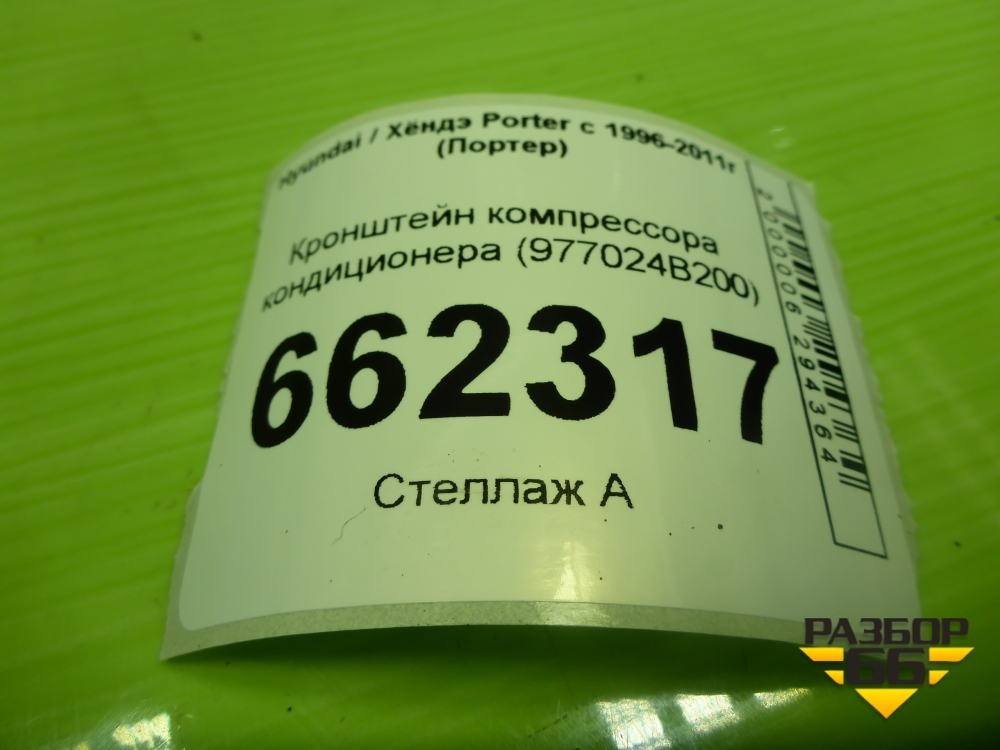 Hyundai / Хёндэ Porter с 1996-2011г
(Портер)
Кронштейн компрессора
кондиционера (977024B200)
662317
Стеллаж А
2000006294364
РАЗБОР
66